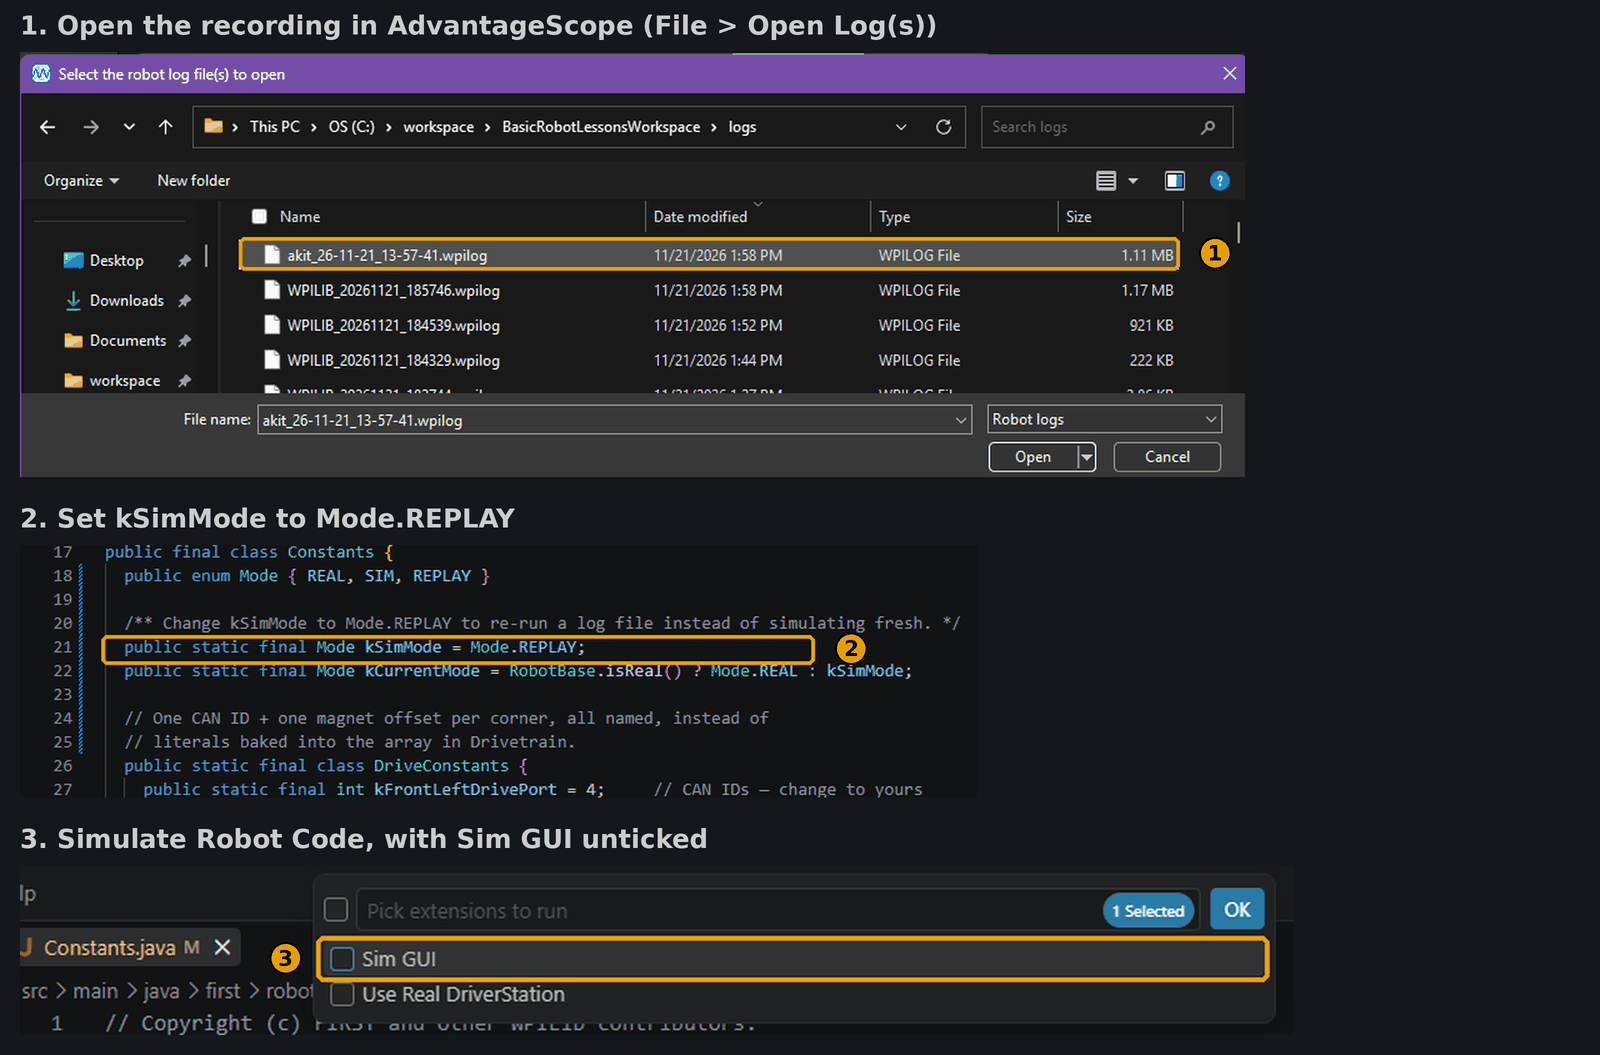 1. Open the recording in AdvantageScope (File > Open Log(s))
Select the robot log file(s) to open
This PC > OS (C:) > workspace > BasicRobotLessonsWorkspace > logs
Search logs
Organize
New folder
Name
Date modified
Type
Size
Desktop
Downloads
Documents
workspace
akit_26-11-21_13-57-41.wpilog 11/21/2026 1:58 PM WPILOG File 1.11 MB
1
WPILIB_20261121_185746.wpilog 11/21/2026 1:58 PM WPILOG File 1.17 MB
WPILIB_20261121_184539.wpilog 11/21/2026 1:52 PM WPILOG File 921 KB
WPILIB_20261121_184329.wpilog 11/21/2026 1:44 PM WPILOG File 222 KB
File name: akit_26-11-21_13-57-41.wpilog
Robot logs
Open
Cancel
2. Set kSimMode to Mode.REPLAY
17 public final class Constants {
18 public enum Mode { REAL, SIM, REPLAY }
19
20 /** Change kSimMode to Mode.REPLAY to re-run a log file instead of simulating fresh. */
21 public static final Mode kSimMode = Mode.REPLAY;
2
22 public static final Mode kCurrentMode = RobotBase.isReal() ? Mode.REAL : kSimMode;
23
24 // One CAN ID + one magnet offset per corner, all named, instead of
25 // literals baked into the array in Drivetrain.
26 public static final class DriveConstants {
27 public static final int kFrontLeftDrivePort = 4; // CAN IDs — change to yours
3. Simulate Robot Code, with Sim GUI unticked
lp
Pick extensions to run
1 Selected
OK
Constants.java M
3
Sim GUI
src > main > java > first > robot
Use Real DriverStation
1 // Copyright (c) FIRST and other WPILib contributors.